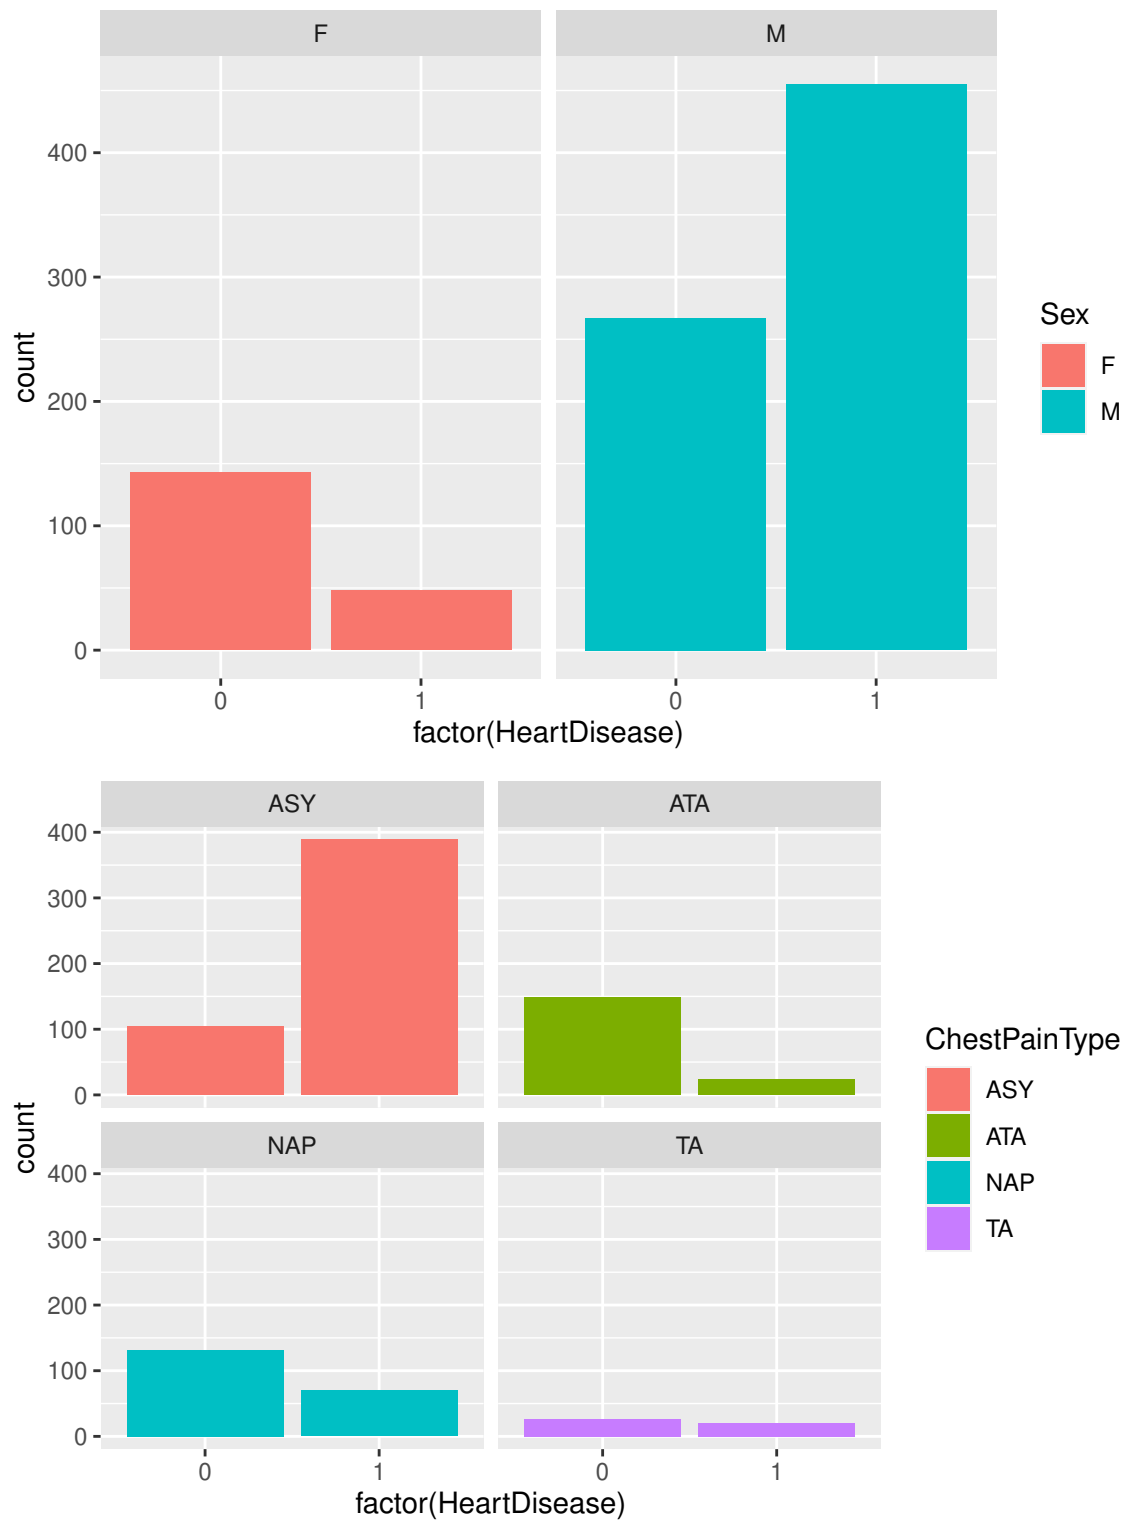 F M
400
300
200
100
0
count
0 1 0 1
factor(HeartDisease)
Sex
F
M
ASY ATA
400
300
200
100
0
count
NAP TA
400
300
200
100
0
0 1 0 1
factor(HeartDisease)
ChestPainType
ASY
ATA
NAP
TA